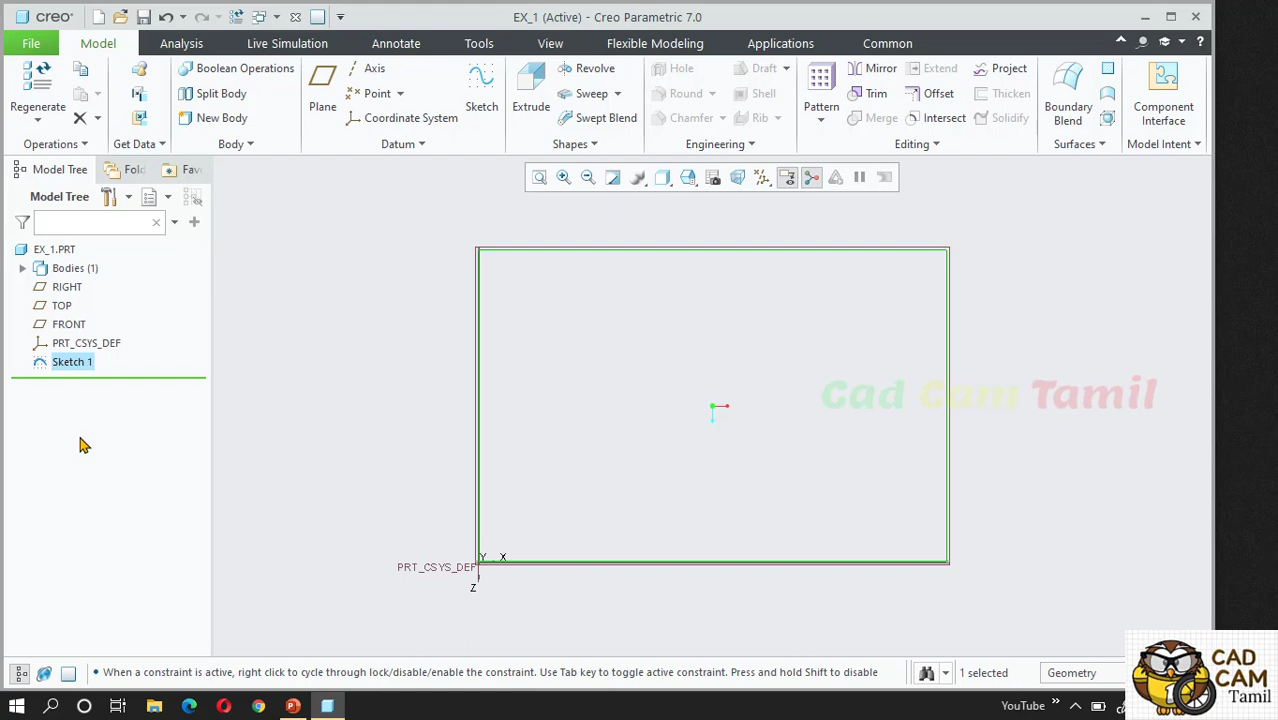 creo
EX_1 (Active) - Creo Parametric 7.0
File Model Analysis Live Simulation Annotate Tools View Flexible Modeling Applications Common
Regenerate
Operations
Get Data
Boolean Operations
Split Body
New Body
Body
Plane
Axis
Point
Coordinate System
Sketch
Datum
Extrude
Revolve
Sweep
Swept Blend
Shapes
Hole
Round
Chamfer
Draft
Shell
Rib
Engineering
Pattern
Mirror
Trim
Merge
Extend
Offset
Intersect
Project
Thicken
Solidify
Editing
Boundary
Blend
Surfaces
Component
Interface
Model Intent
Model Tree Fold Fav
Model Tree
EX_1.PRT
Bodies (1)
RIGHT
TOP
FRONT
PRT_CSYS_DEF
Sketch 1
Cad Cam Tamil
Y X
PRT_CSYS_DEF
Z
• When a constraint is active, right click to cycle through lock/disable/enable the con Tab key to toggle active constraint. Press and hold Shift to disable
1 selected
Geometry
CAD
CAM
Tamil
YouTube